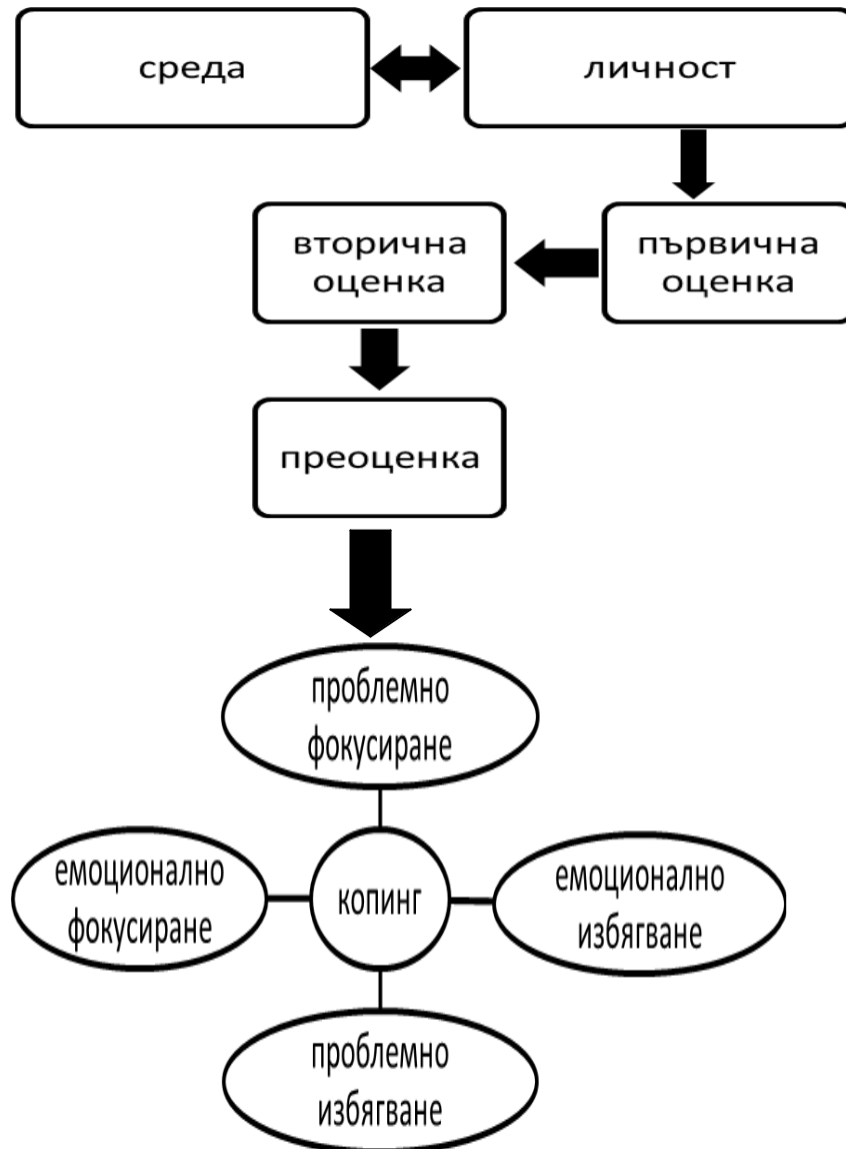 среда
личност
вторична
оценка
първична
оценка
преоценка
проблемно
фокусиране
емоционално
фокусиране
копинг
емоционално
избягване
проблемно
избягване